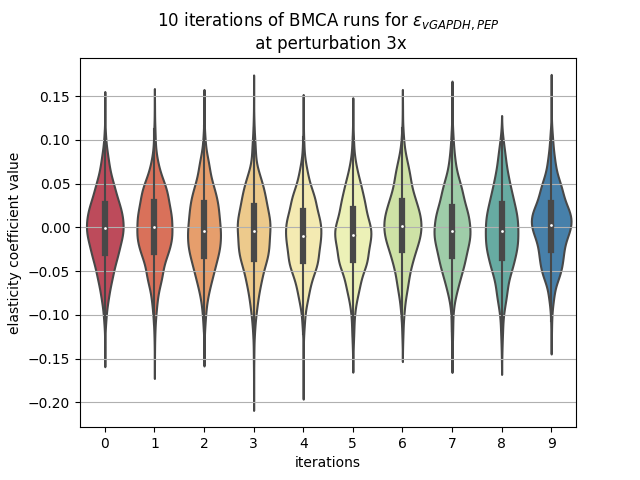 10 iterations of BMCA runs for ε_{vGAPDH, PEP}
at perturbation 3x
elasticity coefficient value
0.15
0.10
0.05
0.00
−0.05
−0.10
−0.15
−0.20
0 1 2 3 4 5 6 7 8 9
iterations